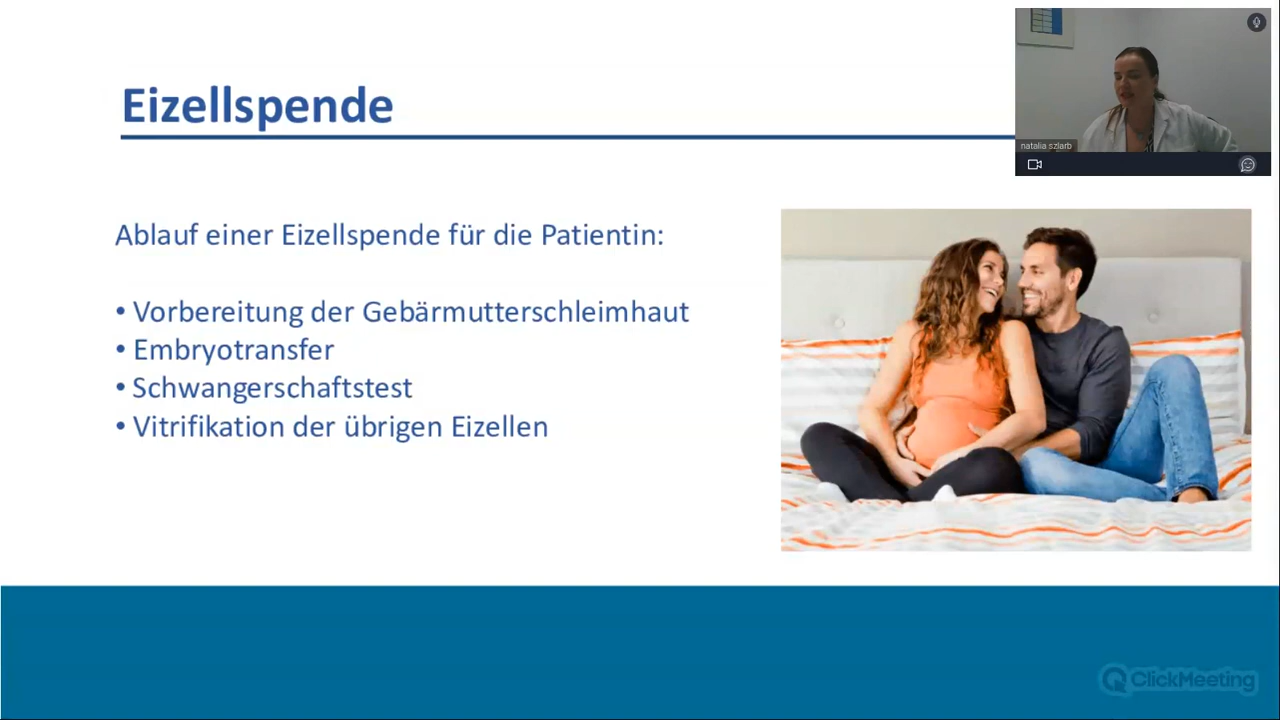 Eizellspende
natalia szlarb
Ablauf einer Eizellspende für die Patientin:
• Vorbereitung der Gebärmutterschleimhaut
• Embryotransfer
• Schwangerschaftstest
• Vitrifikation der übrigen Eizellen
ClickMeeting